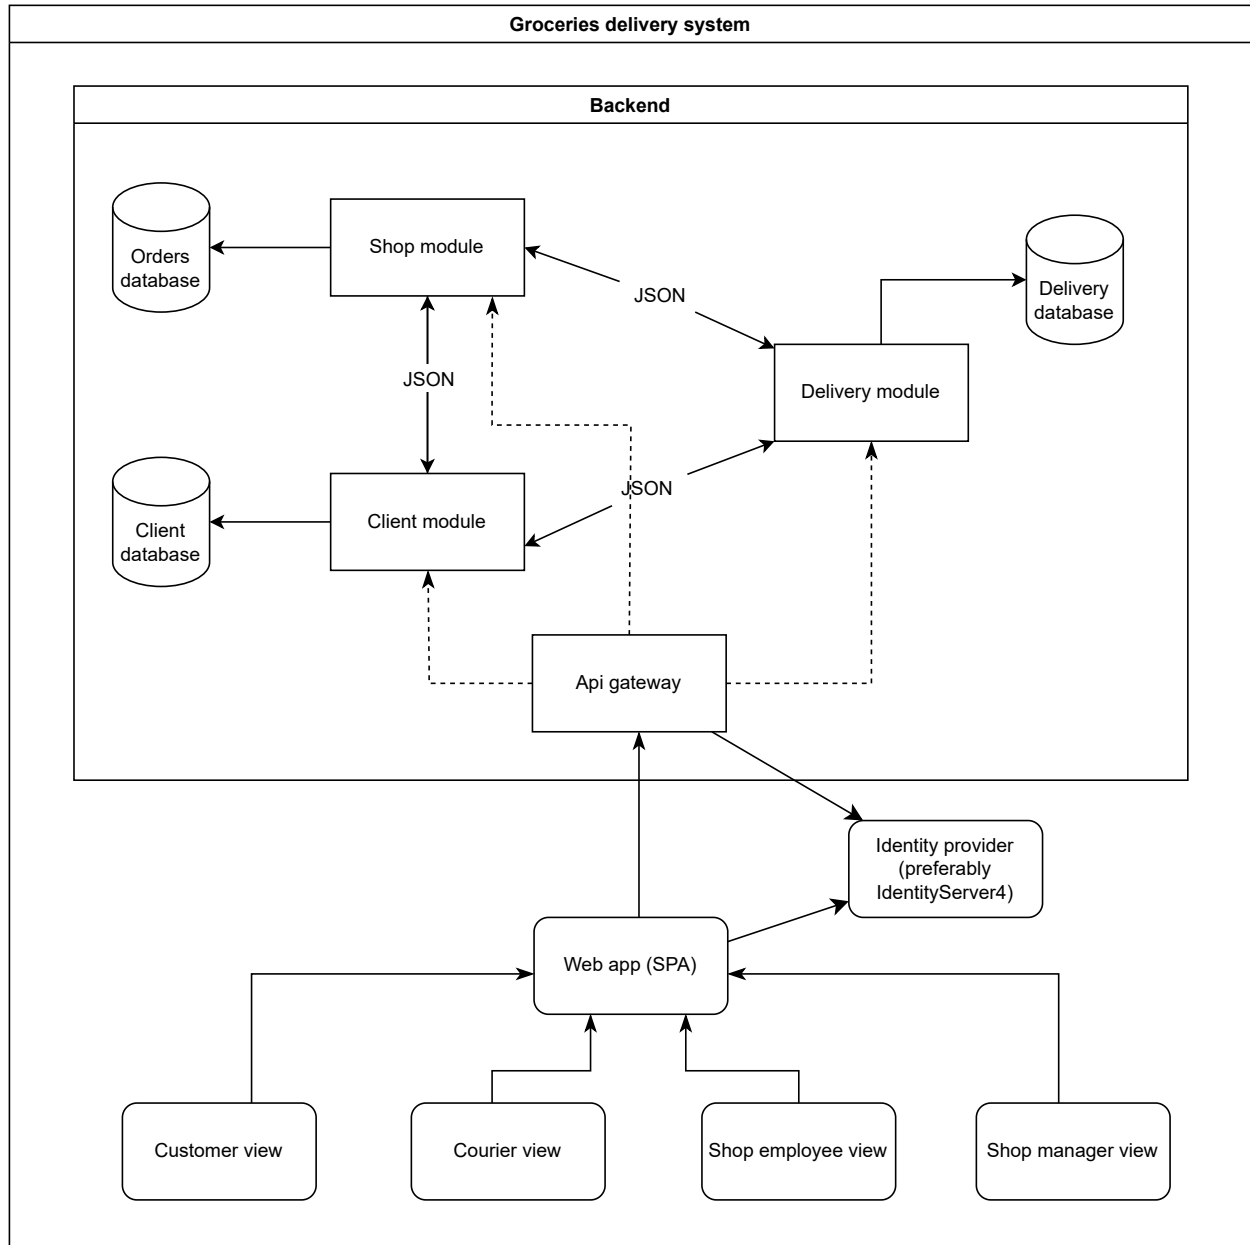 Groceries delivery system
Backend
Orders
database
Shop module
JSON
Delivery
database
JSON
Delivery module
Client
database
Client module
JSON
Api gateway
Identity provider
(preferably
IdentityServer4)
Web app (SPA)
Customer view
Courier view
Shop employee view
Shop manager view